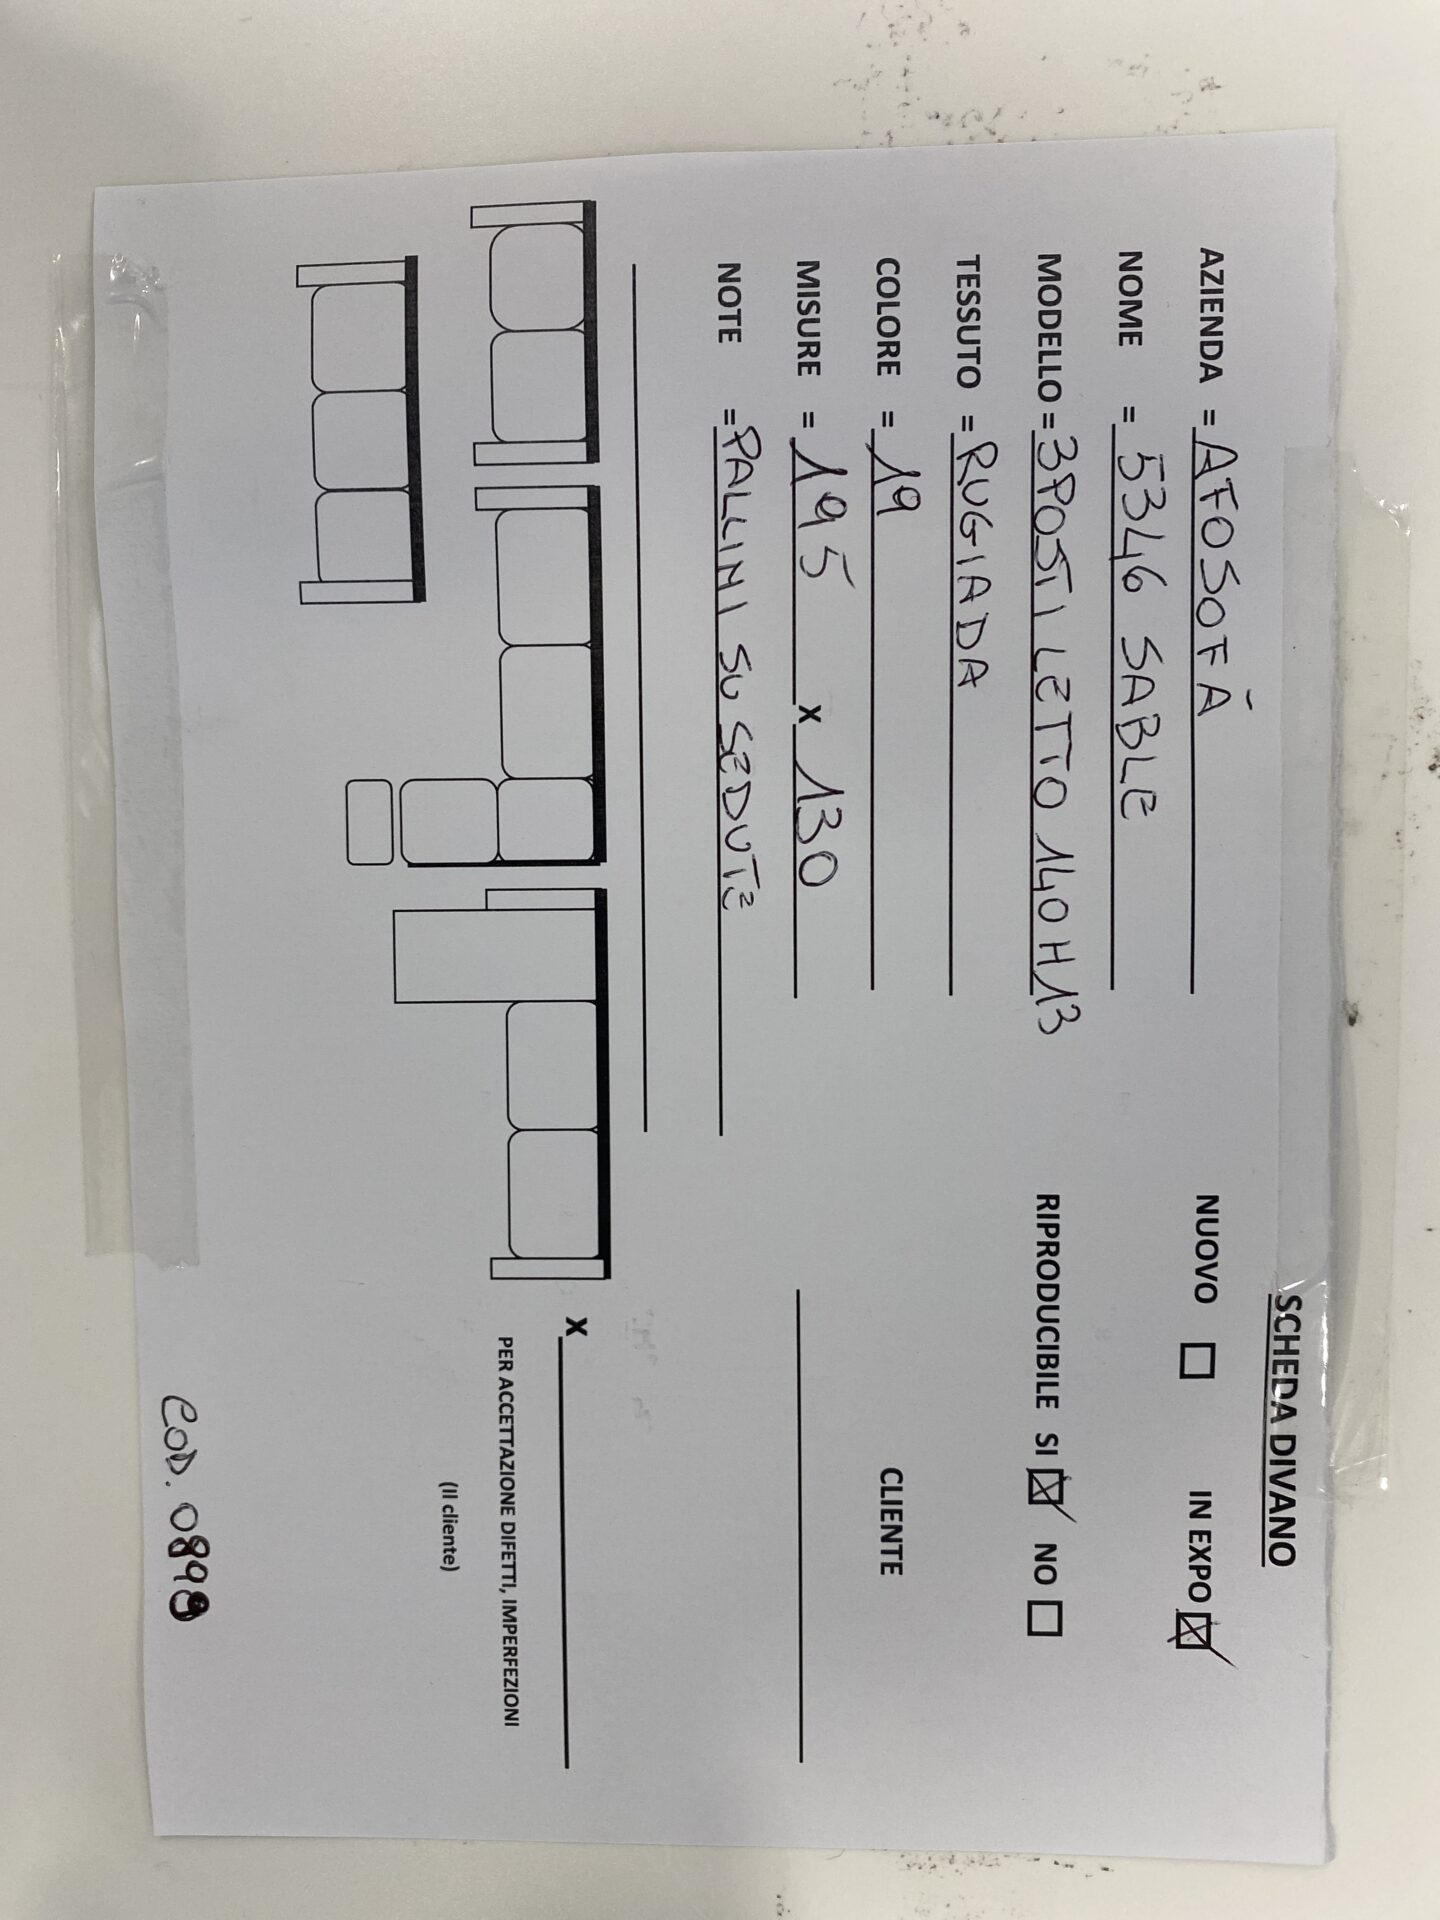 SCHEDA DIVANO
AZIENDA = AFOSOFÀ
NUOVO ☐ IN EXPO ☒
NOME = 5346 SABLE
MODELLO = 3POSTI LETTO 140 H13
RIPRODUCIBILE SI ☒ NO ☐
TESSUTO = RUGIADA
COLORE = 19
CLIENTE
MISURE = 195 x 130
NOTE = PALLINI SU SEDUTE
X
PER ACCETTAZIONE DIFETTI, IMPERFEZIONI
(Il cliente)
COD. 0899